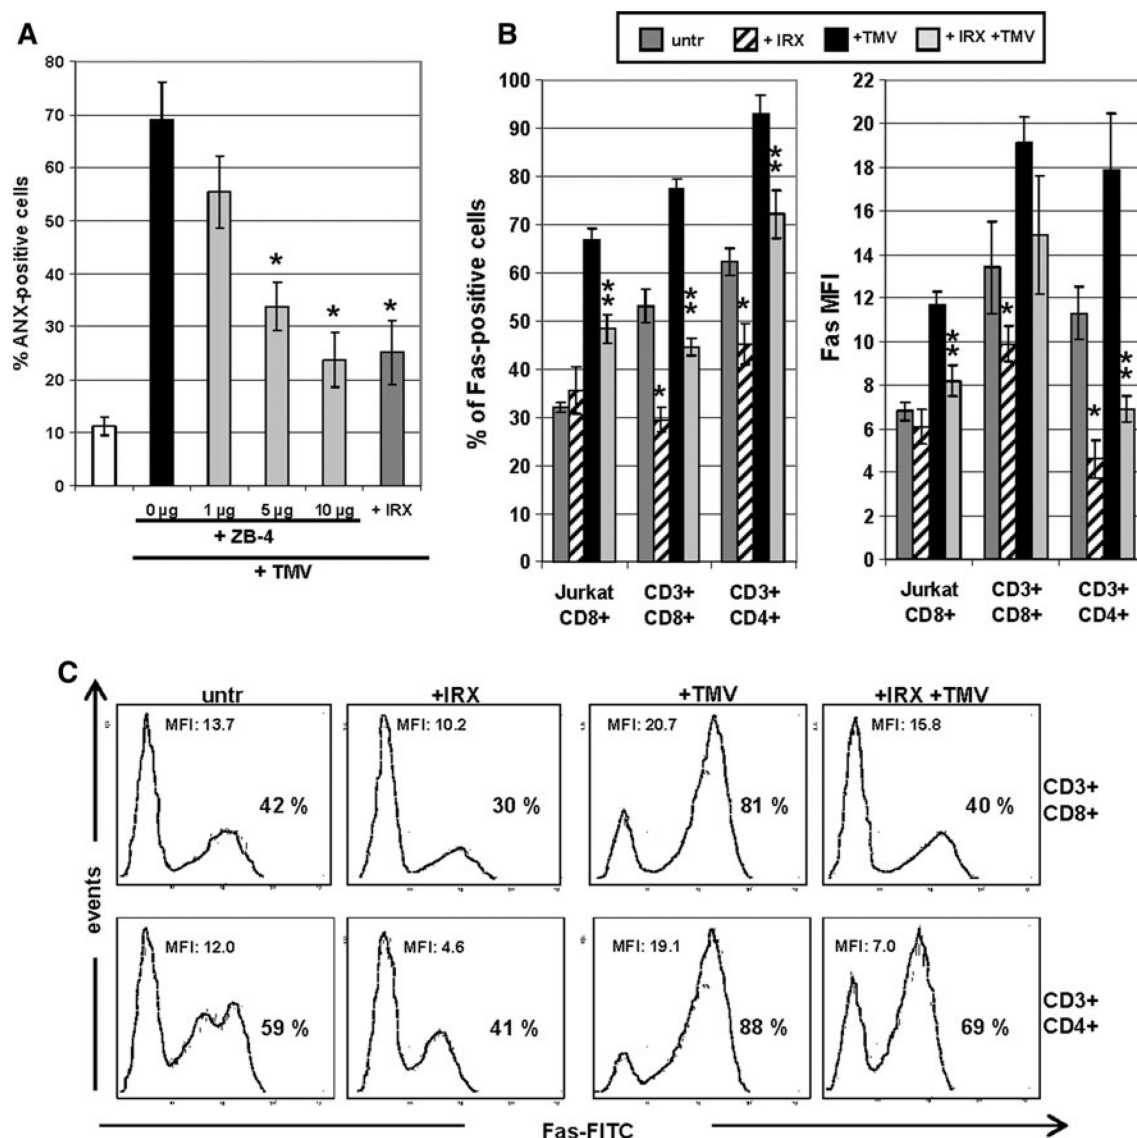 A
% ANX-positive cells
80
70
60
50
40
30
20
10
0
*
*
*
0 µg 1 µg 5 µg 10 µg + IRX
+ ZB-4
+ TMV
B
untr + IRX +TMV + IRX +TMV
% of Fas-positive cells
100
90
80
70
60
50
40
30
20
10
0
**
*
**
*
**
Jurkat CD3+ CD3+
CD8+ CD8+ CD4+
Fas MFI
22
20
18
16
14
12
10
8
6
4
2
0
**
*
*
**
Jurkat CD3+ CD3+
CD8+ CD8+ CD4+
C
untr +IRX +TMV +IRX +TMV
MFI: 13.7 MFI: 10.2 MFI: 20.7 MFI: 15.8
42 % 30 % 81 % 40 %
CD3+
CD8+
MFI: 12.0 MFI: 4.6 MFI: 19.1 MFI: 7.0
59 % 41 % 88 % 69 %
CD3+
CD4+
events
Fas-FITC